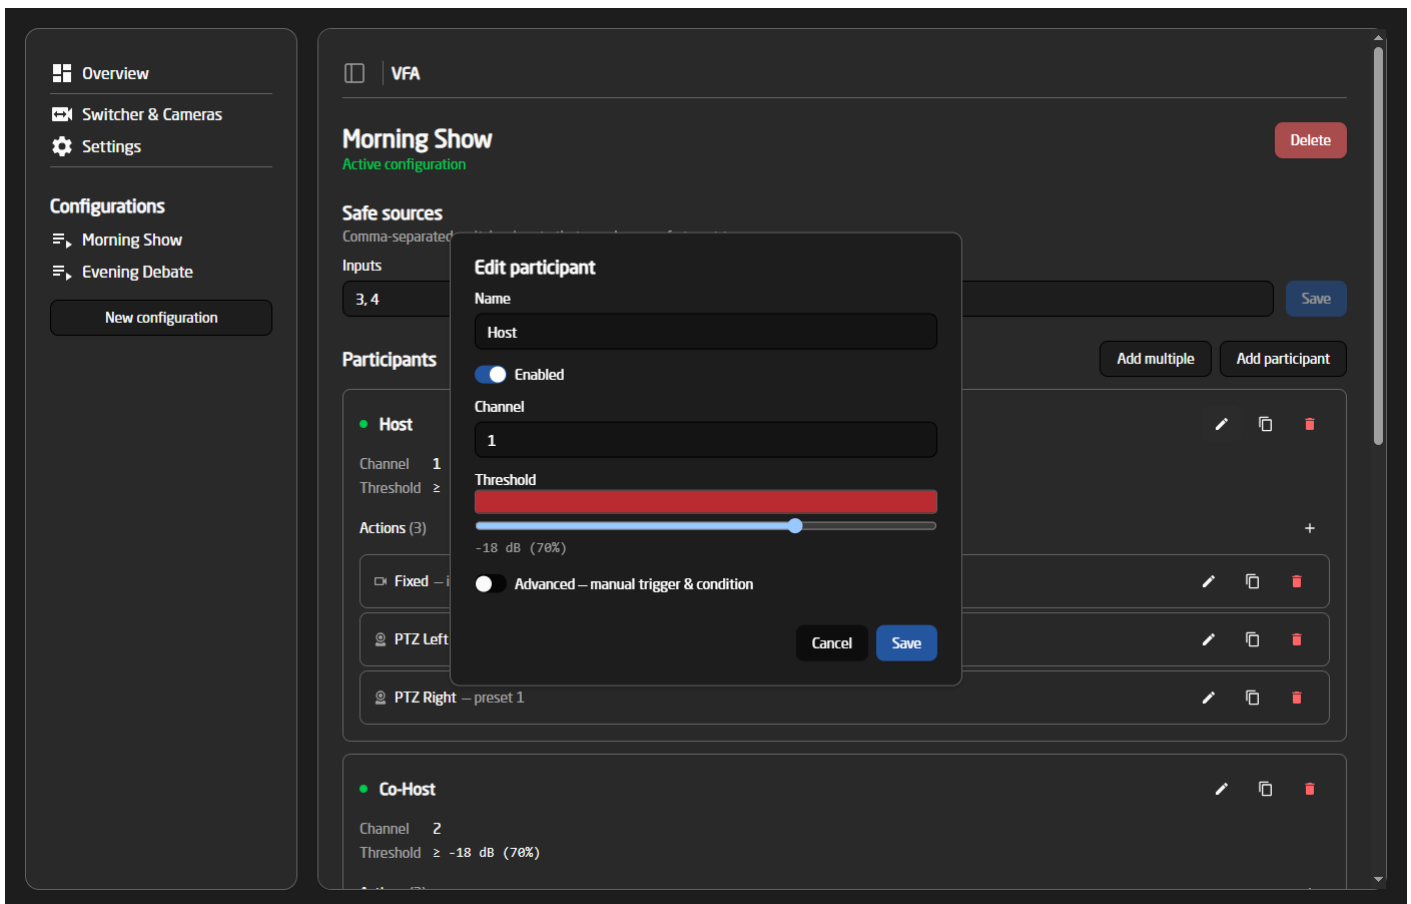 Overview
Switcher & Cameras
Settings
Configurations
Morning Show
Evening Debate
New configuration
VFA
Morning Show
Delete
Active configuration
Safe sources
Comma-separated
Inputs
3, 4
Save
Participants
Add multiple
Add participant
Host
Channel 1
Threshold ≥
Actions (3)
Fixed –
PTZ Left
PTZ Right – preset 1
Edit participant
Name
Host
Enabled
Channel
1
Threshold
-18 dB (70%)
Advanced – manual trigger & condition
Cancel
Save
Co-Host
Channel 2
Threshold ≥ -18 dB (70%)